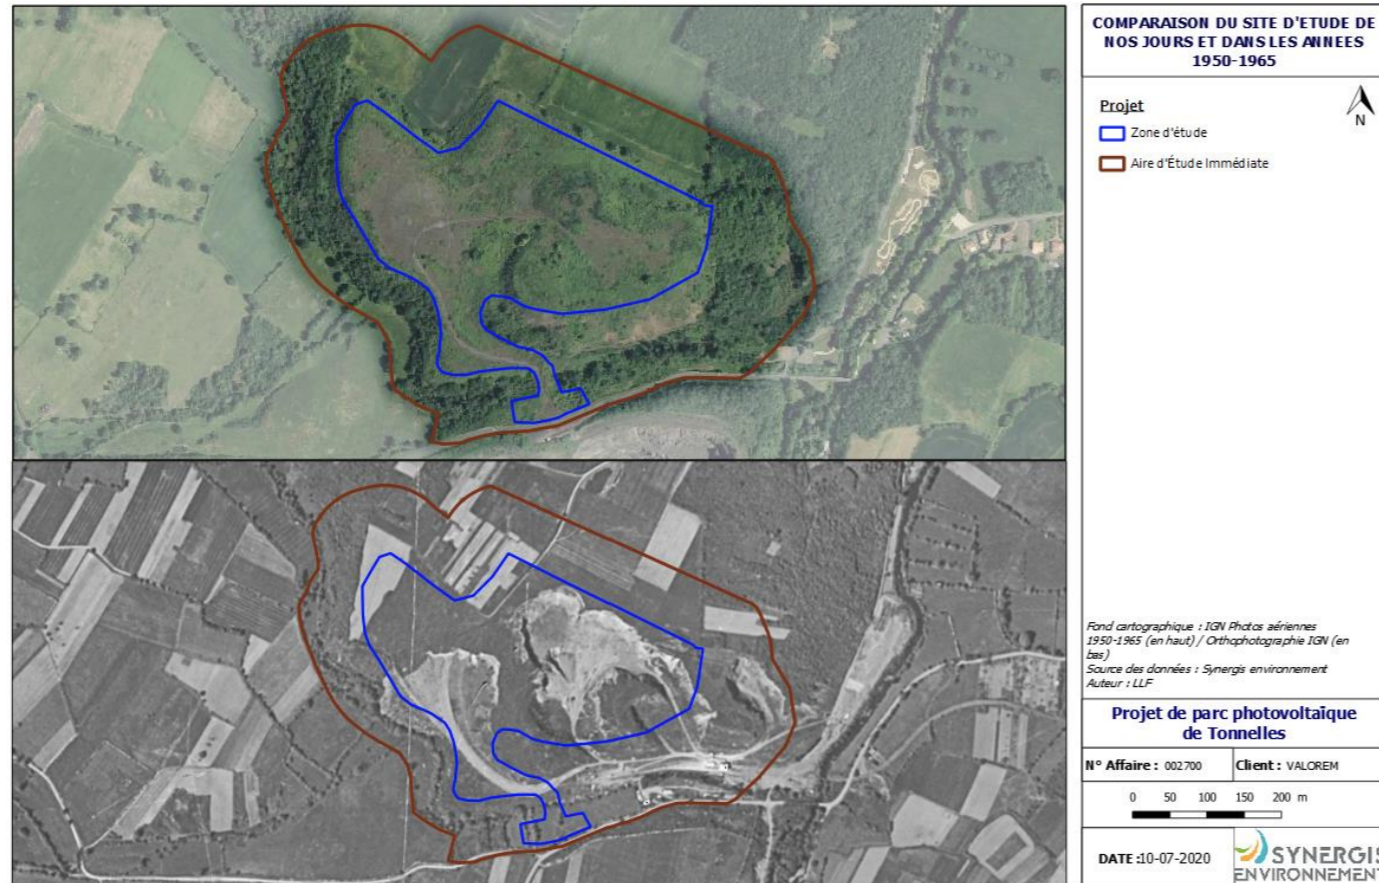 COMPARAISON DU SITE D'ETUDE DE
NOS JOURS ET DANS LES ANNEES
1950-1965
Projet
N
Zone d'étude
Aire d'Étude Immédiate
Fond cartographique : IGN Photos aériennes
1950-1965 (en haut) / Orthophotographie IGN (en
bas)
Source des données : Synergis environnement
Auteur : LLF
Projet de parc photovoltaïque
de Tonnelles
N° Affaire : 002700 Client : VALOREM
0 50 100 150 200 m
DATE :10-07-2020
SYNERGIS
ENVIRONNEMENT